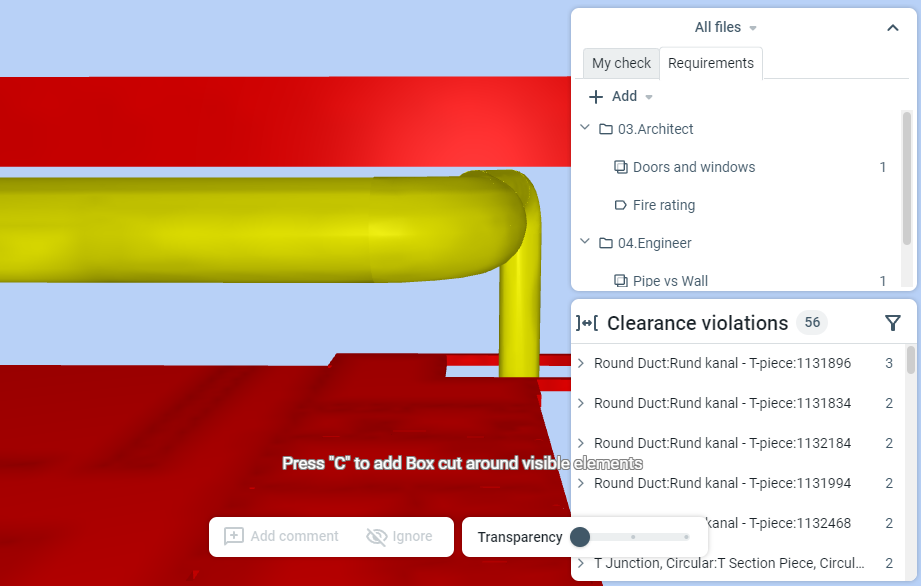 All files
My check
Requirements
Add
03.Architect
Doors and windows 1
Fire rating
04.Engineer
Pipe vs Wall 1
Clearance violations 56
Round Duct:Rund kanal - T-piece:1131896 3
Round Duct:Rund kanal - T-piece:1131834 2
Round Duct:Rund kanal - T-piece:1132184 2
Press "C" to add Box cut around visible elements
Round Duct:Rund kanal - T-piece:1131994 2
kanal - T-piece:1132468 2
Add comment
Ignore
Transparency
T Junction, Circular:T Section Piece, Circul... 2